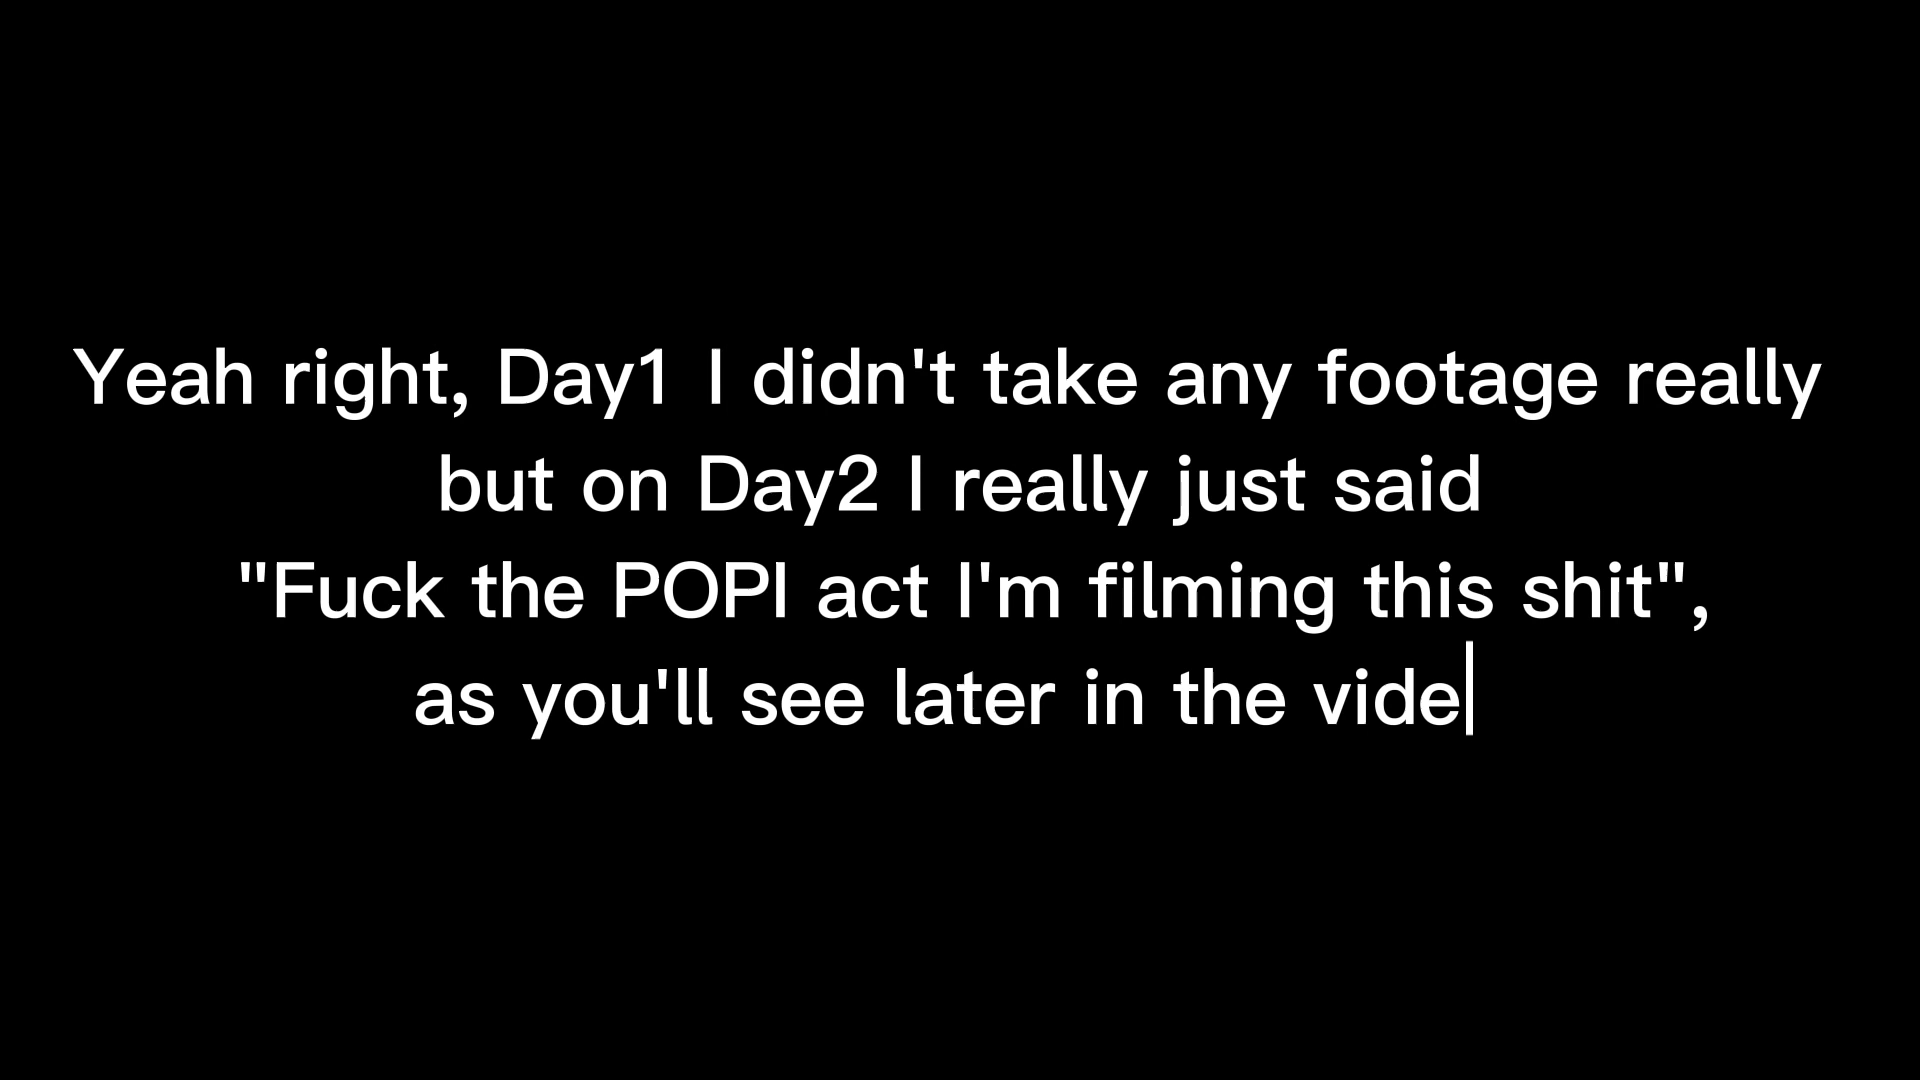 Yeah right, Day1 I didn't take any footage really
but on Day2 I really just said
"Fuck the POPI act I'm filming this shit",
as you'll see later in the vide